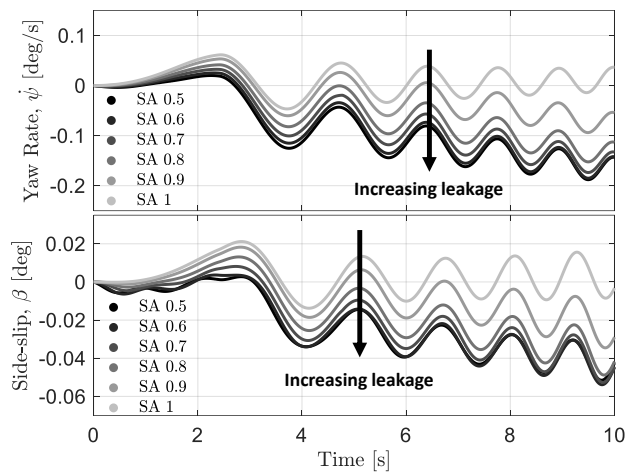 0.1
0
-0.1
-0.2
Yaw Rate, ψ̇ [deg/s]
SA 0.5
SA 0.6
SA 0.7
SA 0.8
SA 0.9
SA 1
Increasing leakage
0.02
0
-0.02
-0.04
-0.06
Side-slip, β [deg]
SA 0.5
SA 0.6
SA 0.7
SA 0.8
SA 0.9
SA 1
Increasing leakage
0 2 4 6 8 10
Time [s]